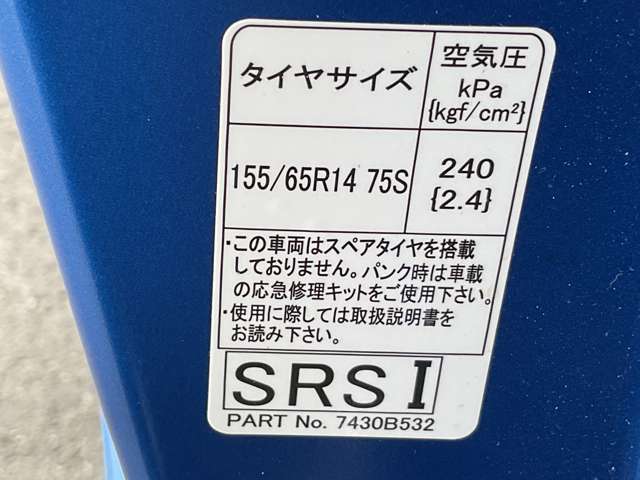 タイヤサイズ
空気圧
kPa
{kgf/cm²}
155/65R14 75S
240
{2.4}
・この車両はスペアタイヤを搭載
しておりません。パンク時は車載
の応急修理キットをご使用下さい。
・使用に際しては取扱説明書を
お読み下さい。
SRS I
PART No. 7430B532